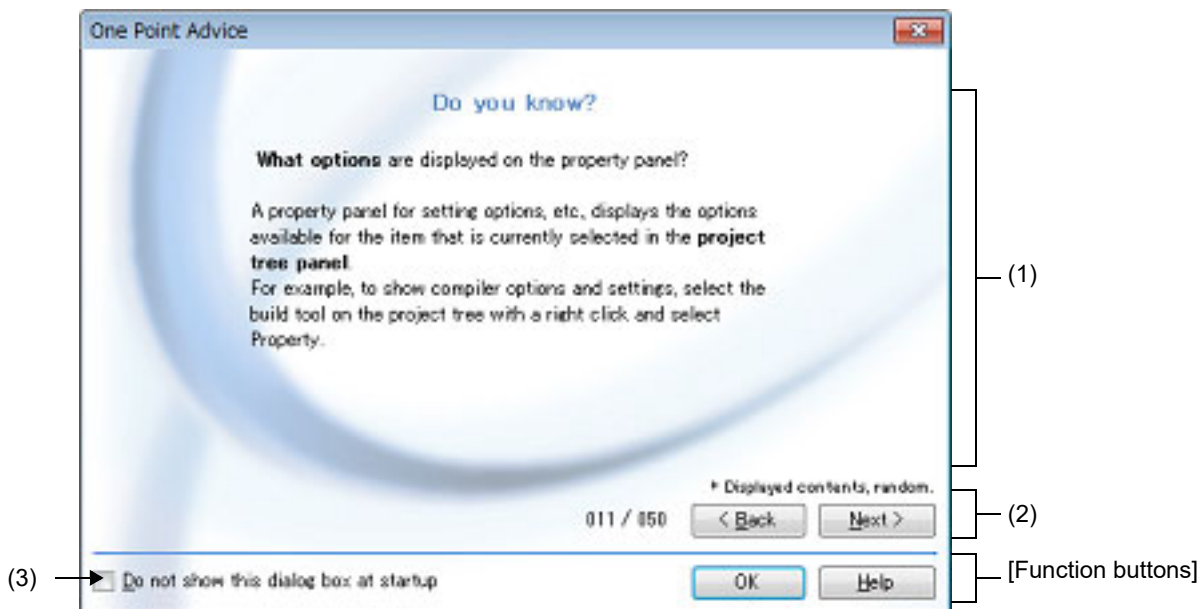 One Point Advice
Do you know?
What options are displayed on the property panel?
A property panel for setting options, etc., displays the options
available for the item that is currently selected in the project
tree panel.
For example, to show compiler options and settings, select the
build tool on the project tree with a right click and select
Property.
(1)
* Displayed contents, random.
011 / 050 < Back Next >
(2)
(3)
Do not show this dialog box at startup
OK Help
[Function buttons]